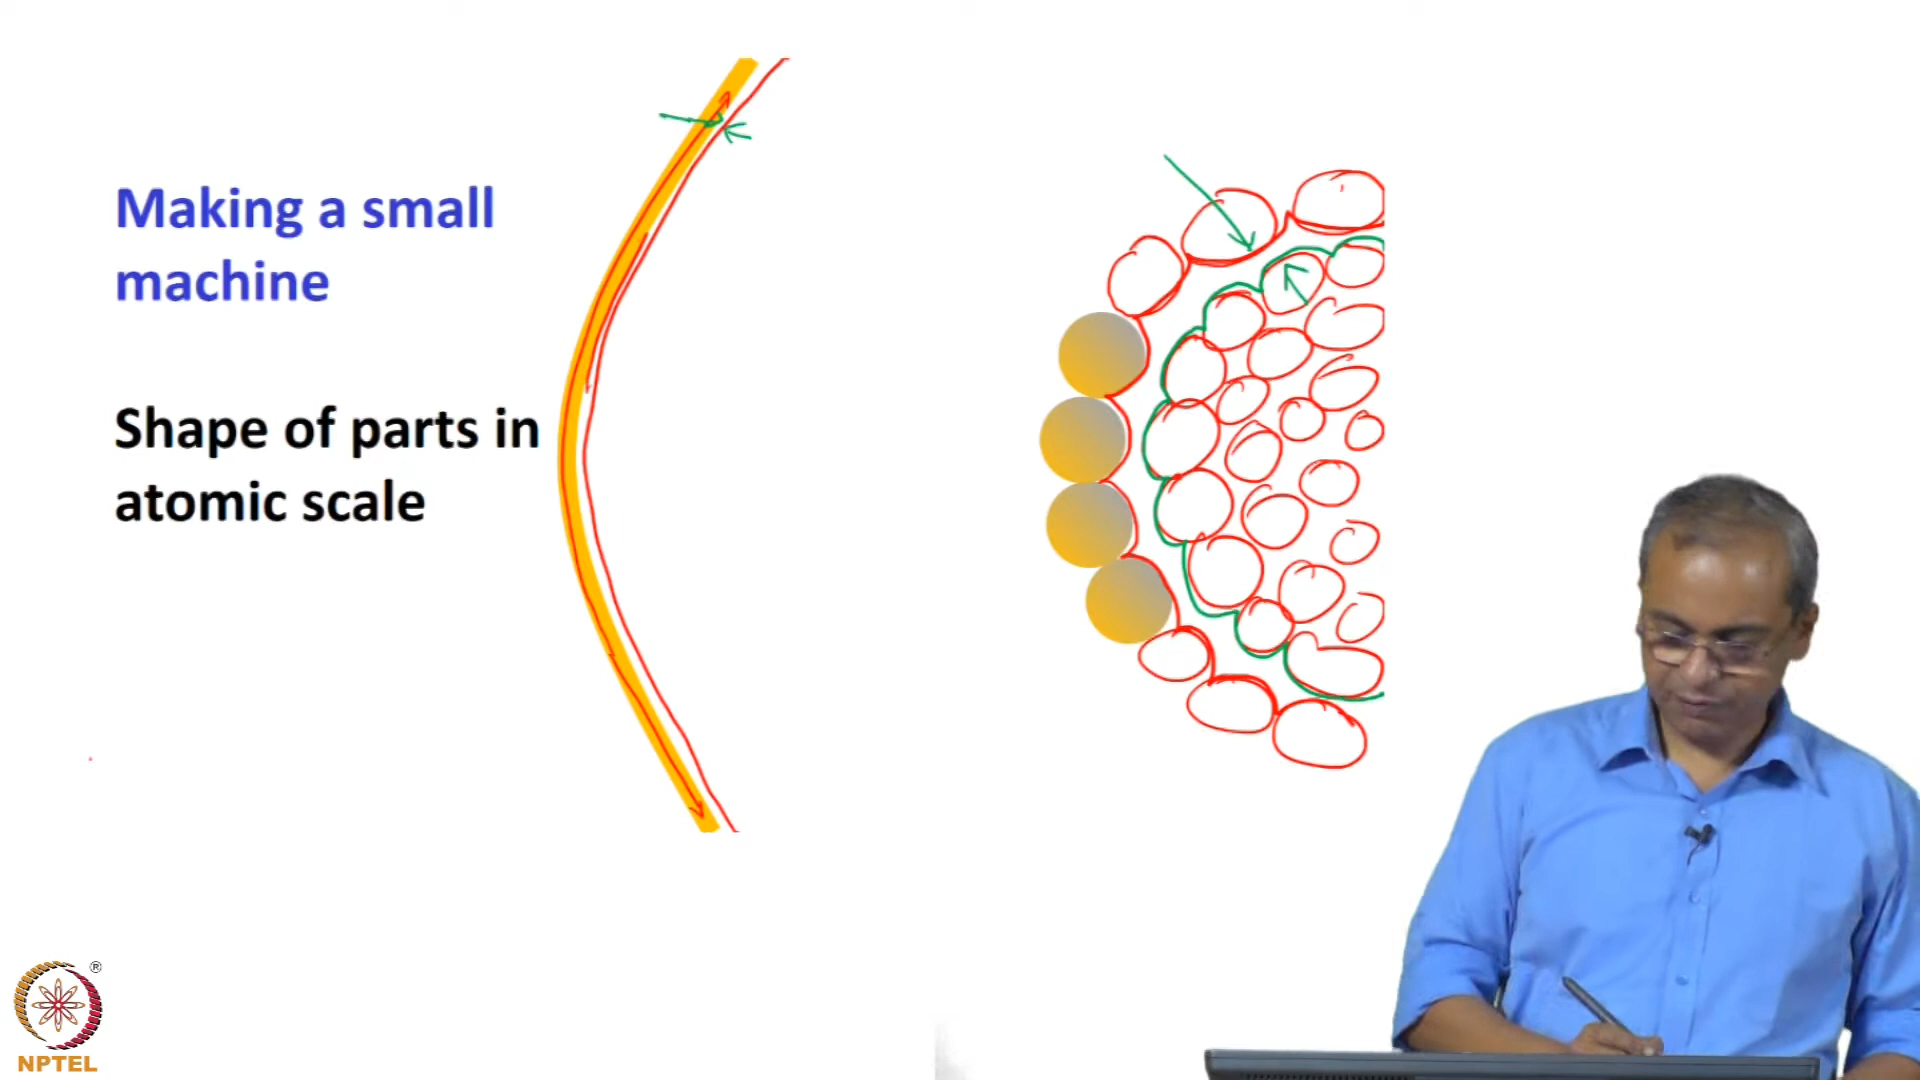 Making a small
machine
Shape of parts in
atomic scale
®
NPTEL